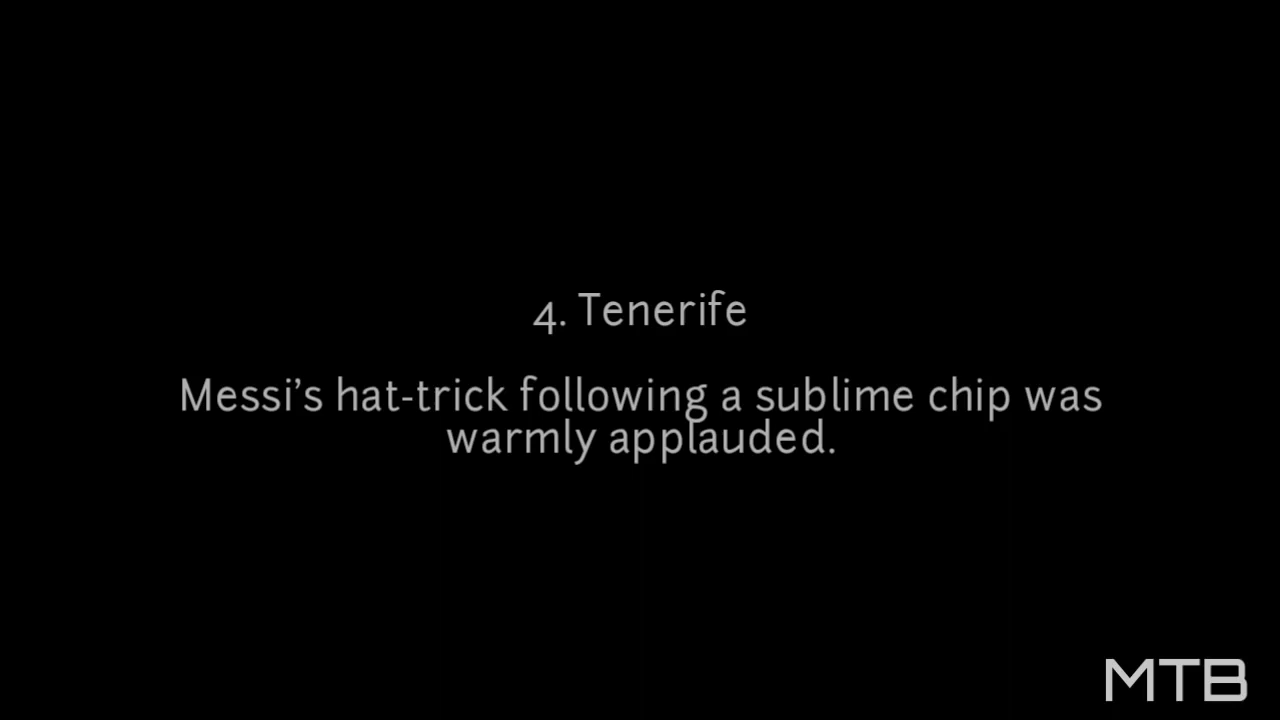 4. Tenerife
Messi’s hat-trick following a sublime chip was
warmly applauded.
MTB